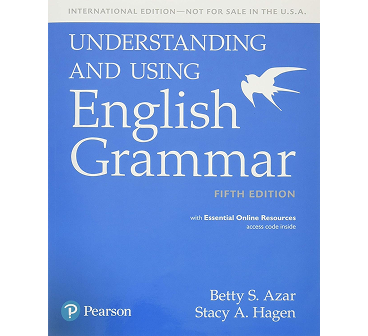 INTERNATIONAL EDITION—NOT FOR SALE IN THE U.S.A.
UNDERSTANDING
AND USING
English
Grammar
FIFTH EDITION
with Essential Online Resources
access code inside
Betty S. Azar
Stacy A. Hagen
Pearson